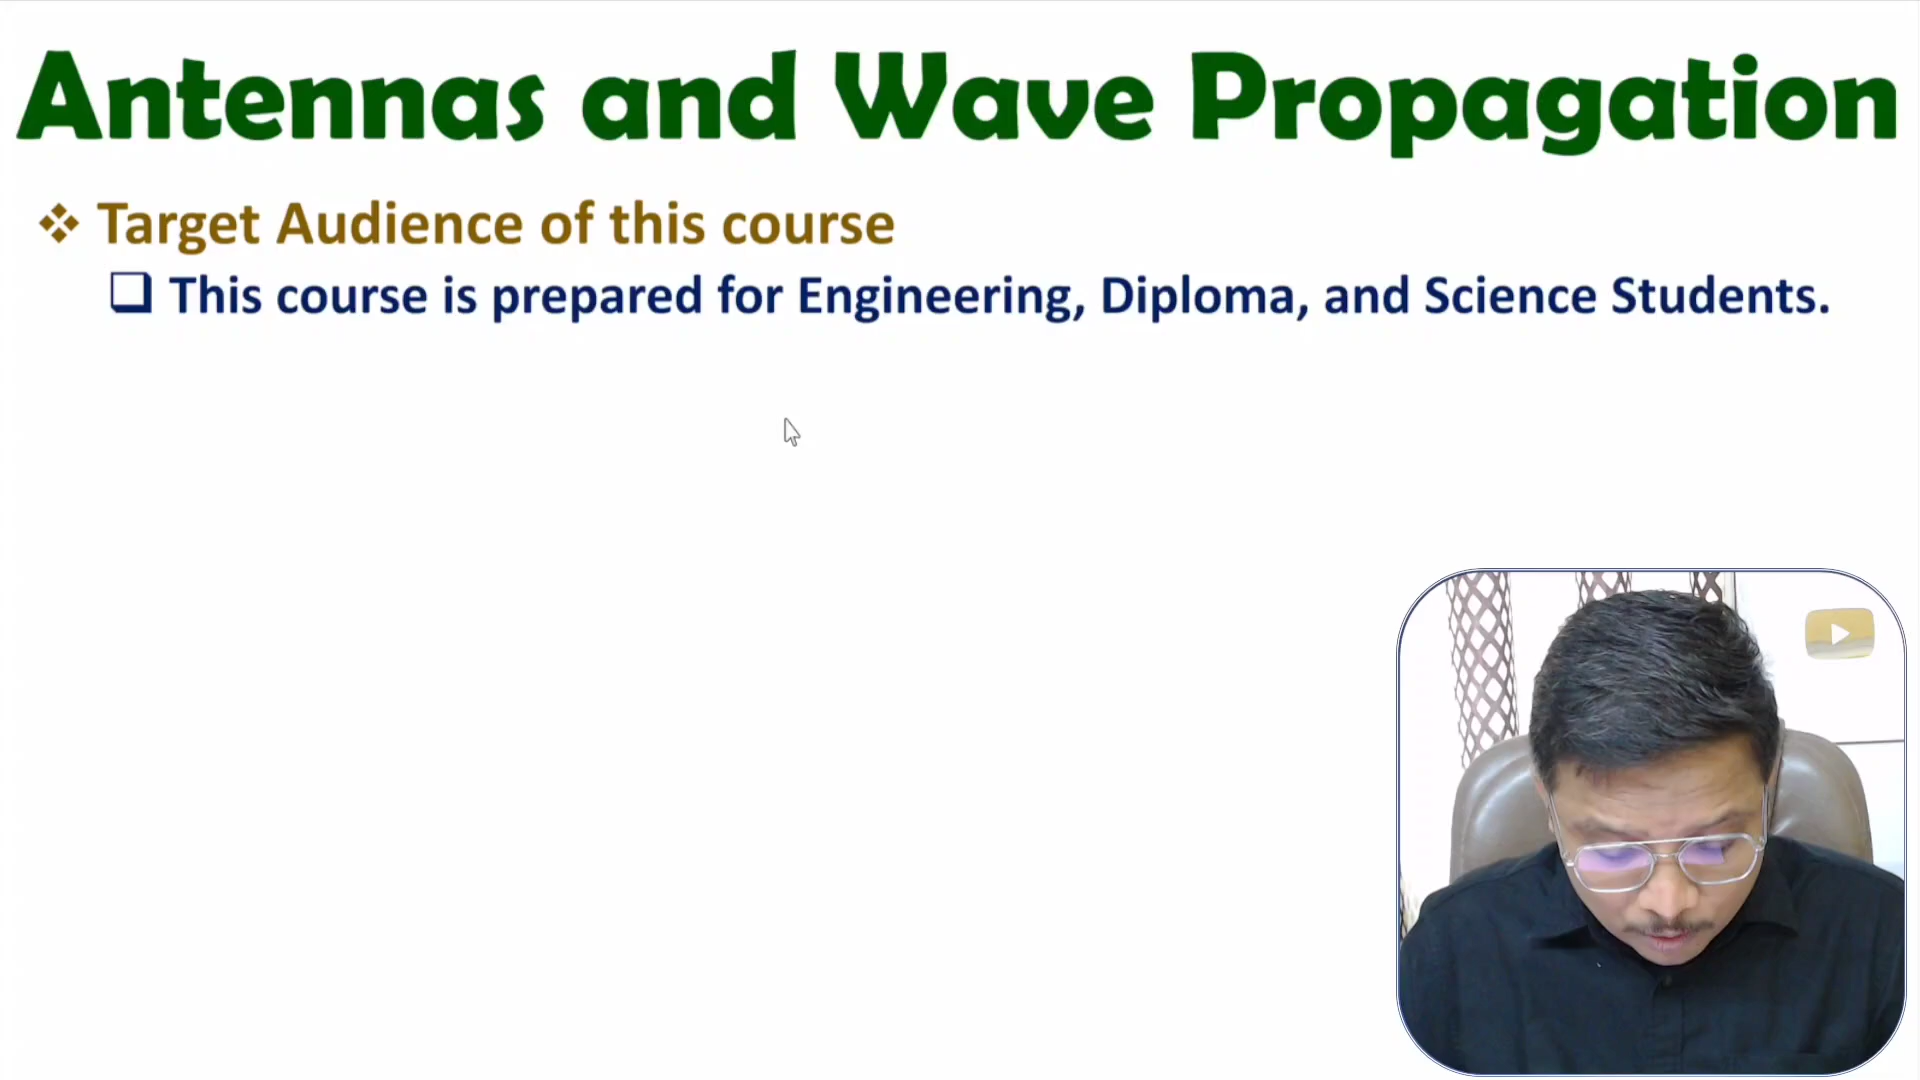 Antennas and Wave Propagation
Target Audience of this course
This course is prepared for Engineering, Diploma, and Science Students.